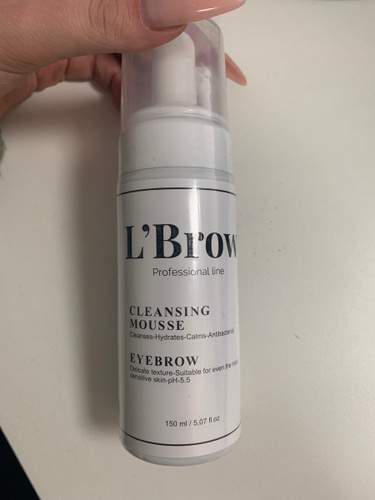 L'Brow
Professional line
CLEANSING
MOUSSE
Cleanses-Hydrates-Calms-Antibacterial
EYEBROW
Delicate texture-Suitable for even the most
sensitive skin-pH-5.5
150 ml / 5,07 fl.oz